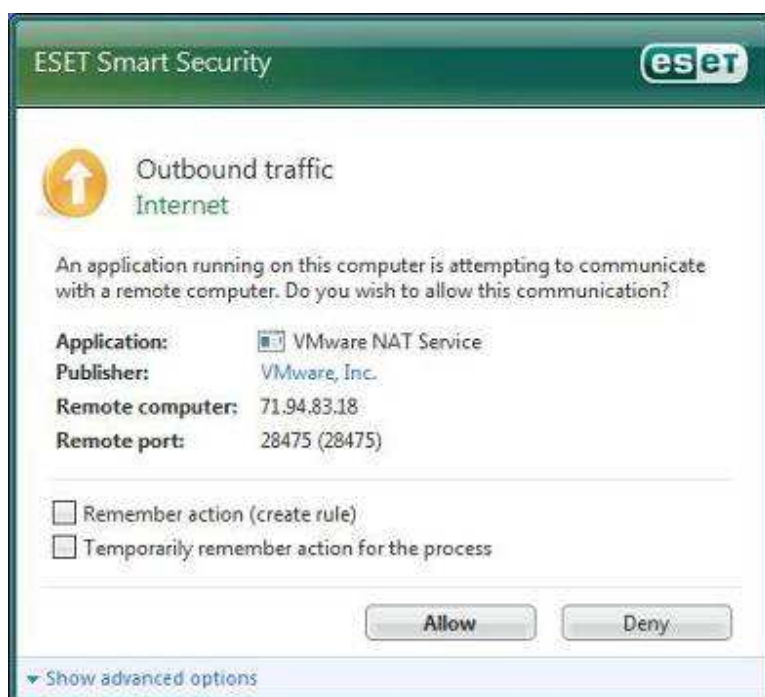 ESET Smart Security
eseT
Outbound traffic
Internet
An application running on this computer is attempting to communicate
with a remote computer. Do you wish to allow this communication?
Application: VMware NAT Service
Publisher: VMware, Inc.
Remote computer: 71.94.83.18
Remote port: 28475 (28475)
Remember action (create rule)
Temporarily remember action for the process
Allow Deny
Show advanced options